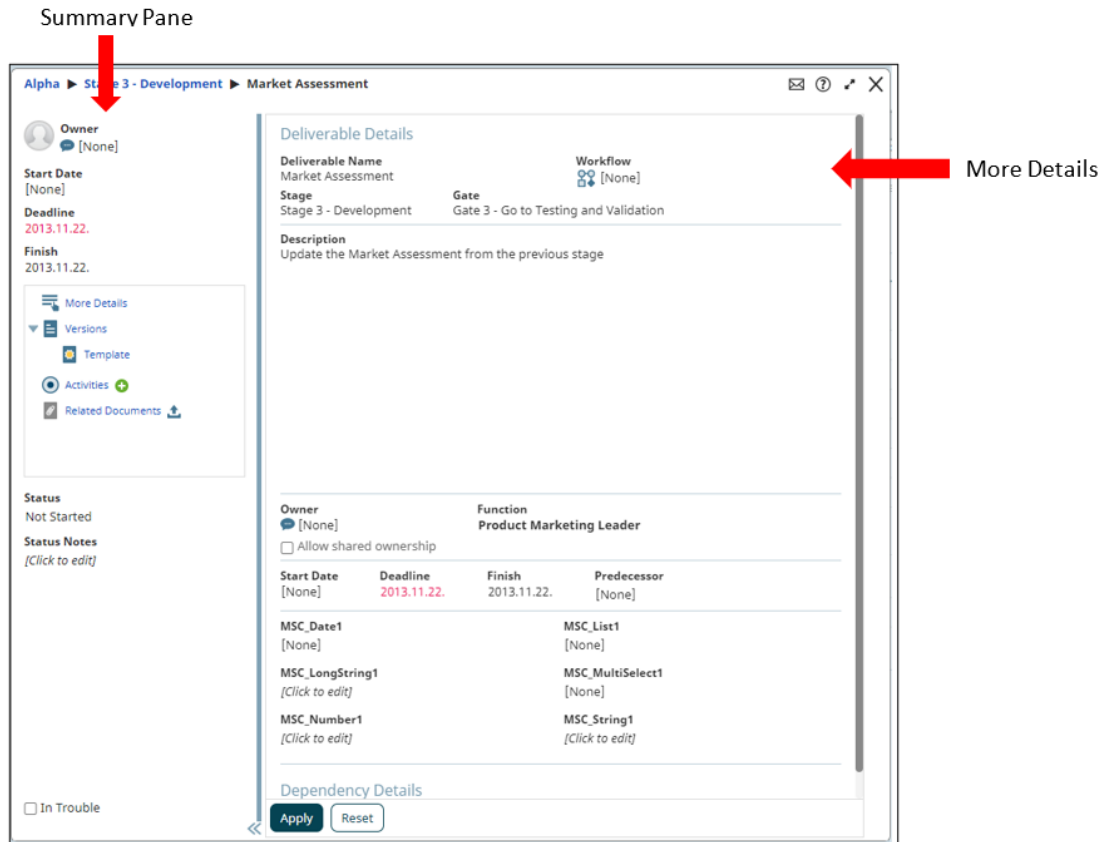 Summary Pane
Alpha ▶ Stage 3 - Development ▶ Market Assessment
Owner
[None]
Start Date
[None]
Deadline
2013.11.22.
Finish
2013.11.22.
More Details
Versions
Template
Activities
Related Documents
Status
Not Started
Status Notes
[Click to edit]
In Trouble
Deliverable Details
Deliverable Name Workflow
Market Assessment [None]
Stage Gate
Stage 3 - Development Gate 3 - Go to Testing and Validation
Description
Update the Market Assessment from the previous stage
Owner Function
[None] Product Marketing Leader
Allow shared ownership
Start Date Deadline Finish Predecessor
[None] 2013.11.22. 2013.11.22. [None]
MSC_Date1 MSC_List1
[None] [None]
MSC_LongString1 MSC_MultiSelect1
[Click to edit] [None]
MSC_Number1 MSC_String1
[Click to edit] [Click to edit]
Dependency Details
Apply Reset
More Details